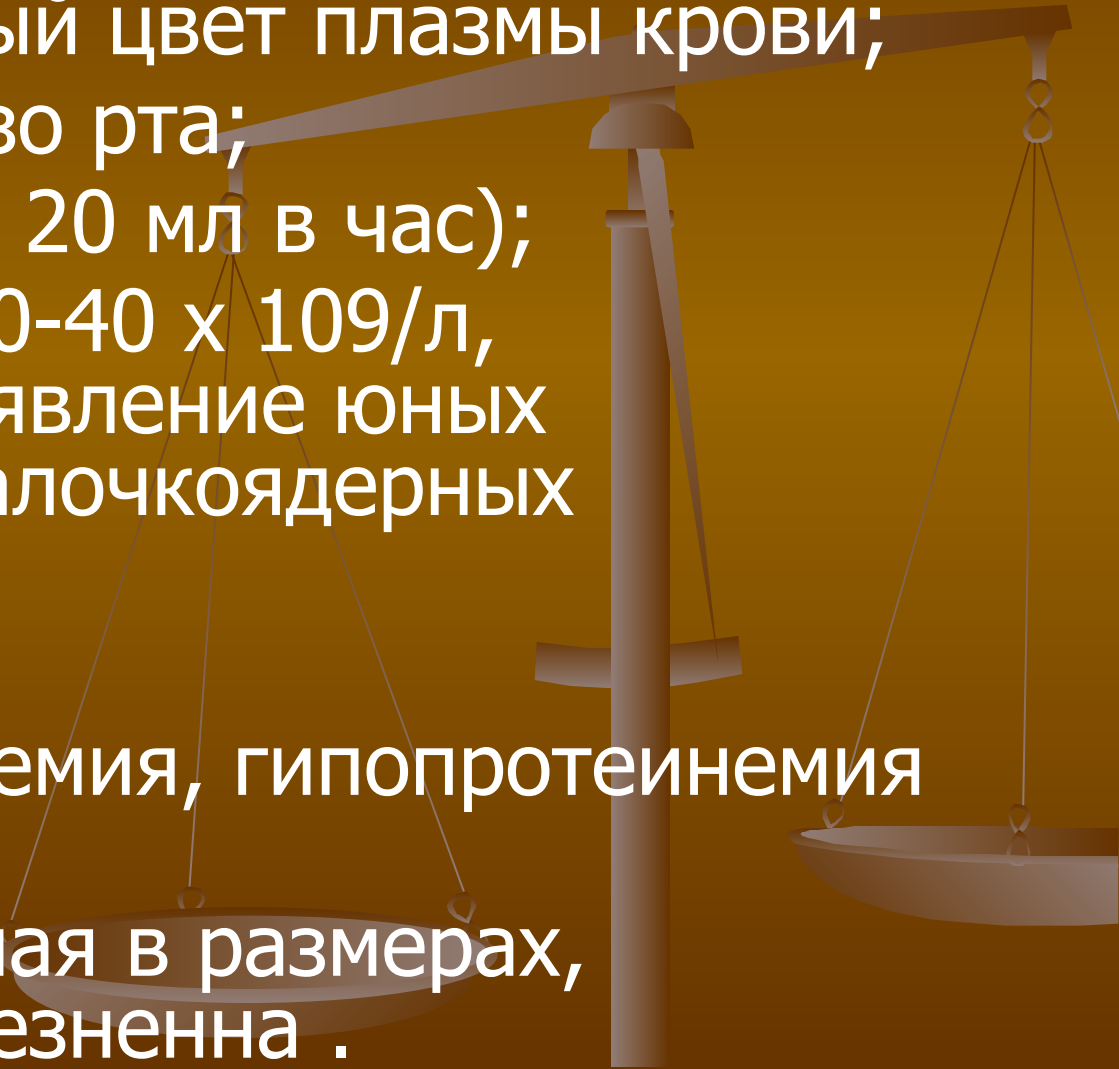 ый цвет плазмы крови;
во рта;
20 мл в час);
0-40 х 109/л,
явление юных
алочкоядерных
емия, гипопротеинемия
ная в размерах,
езненна .